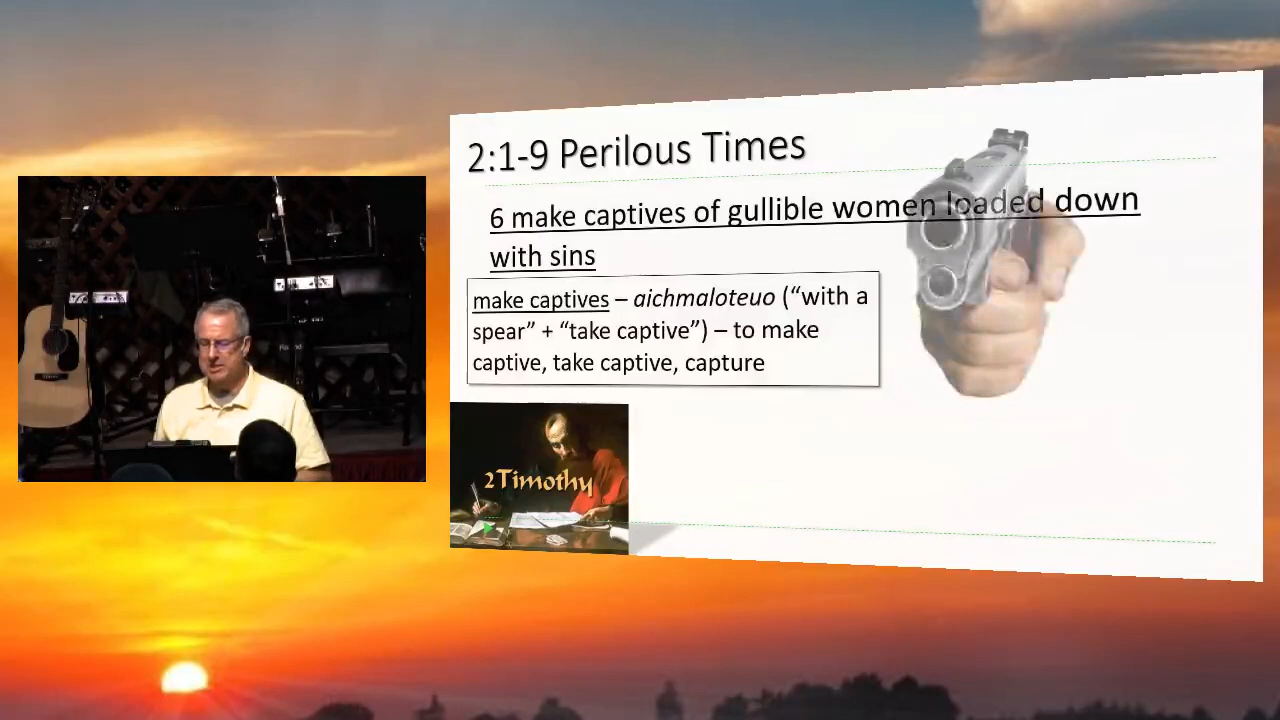 2:1-9 Perilous Times
6 make captives of gullible women loaded down
with sins
make captives – aichmaloteuo (“with a
spear” + “take captive”) – to make
captive, take captive, capture
2Timothy
Roland